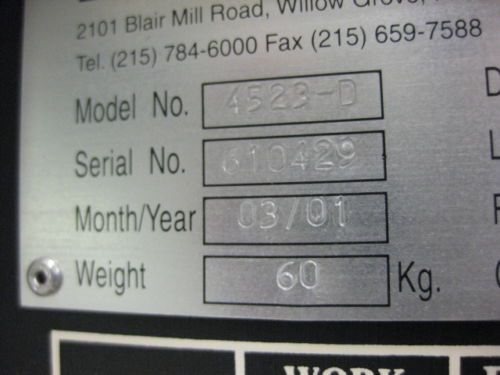 2101 Blair Mill Road, Willow Grove,
Tel. (215) 784-6000 Fax (215) 659-7588
Model No. 4523-D
Serial No. 610429
Month/Year 03/01
Weight 60 Kg.
WORK